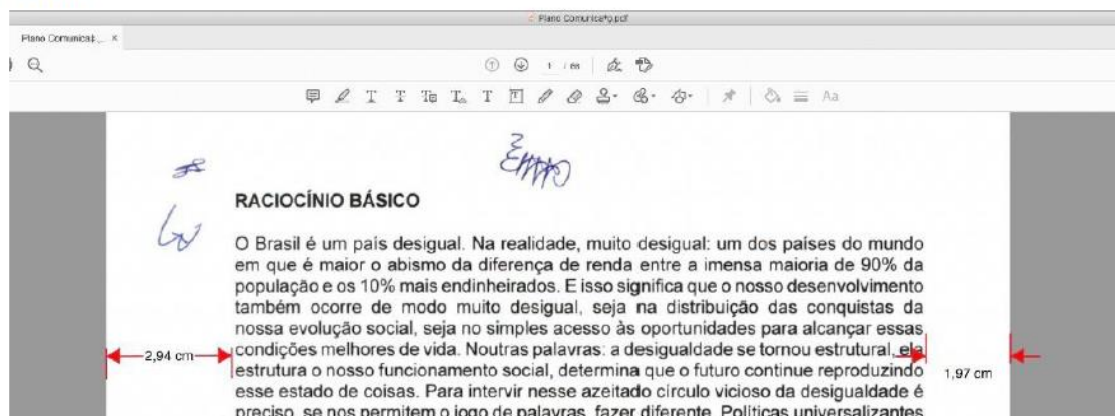 Plano Comunica*o.pdf
Plano Comunicaç... ×
1 / 68
Aa
RACIOCÍNIO BÁSICO
O Brasil é um país desigual. Na realidade, muito desigual: um dos países do mundo
em que é maior o abismo da diferença de renda entre a imensa maioria de 90% da
população e os 10% mais endinheirados. E isso significa que o nosso desenvolvimento
também ocorre de modo muito desigual, seja na distribuição das conquistas da
nossa evolução social, seja no simples acesso às oportunidades para alcançar essas
condições melhores de vida. Noutras palavras: a desigualdade se tornou estrutural, ela
2,94 cm
estrutura o nosso funcionamento social, determina que o futuro continue reproduzindo
1,97 cm
esse estado de coisas. Para intervir nesse azeitado círculo vicioso da desigualdade é
preciso, se nos permitem o jogo de palavras, fazer diferente. Políticas universalizantes